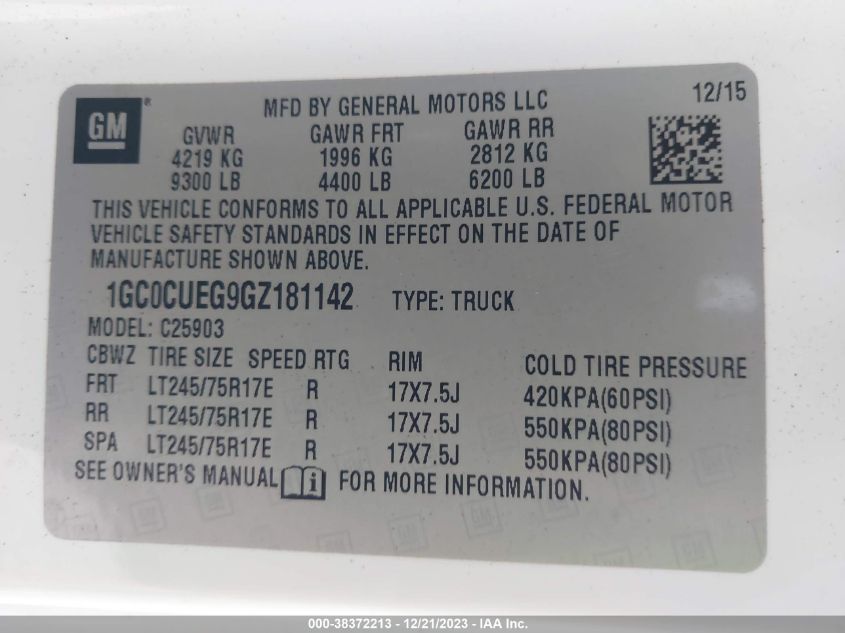 GM ®
MFD BY GENERAL MOTORS LLC
12/15
GVWR GAWR FRT GAWR RR
4219 KG 1996 KG 2812 KG
9300 LB 4400 LB 6200 LB
THIS VEHICLE CONFORMS TO ALL APPLICABLE U.S. FEDERAL MOTOR
VEHICLE SAFETY STANDARDS IN EFFECT ON THE DATE OF
MANUFACTURE SHOWN ABOVE.
1GC0CUEG9GZ181142 TYPE: TRUCK
MODEL: C25903
CBWZ TIRE SIZE SPEED RTG RIM COLD TIRE PRESSURE
FRT LT245/75R17E R 17X7.5J 420KPA(60PSI)
RR LT245/75R17E R 17X7.5J 550KPA(80PSI)
SPA LT245/75R17E R 17X7.5J 550KPA(80PSI)
SEE OWNER'S MANUAL i FOR MORE INFORMATION.
000-38372213 - 12/21/2023 - IAA Inc.